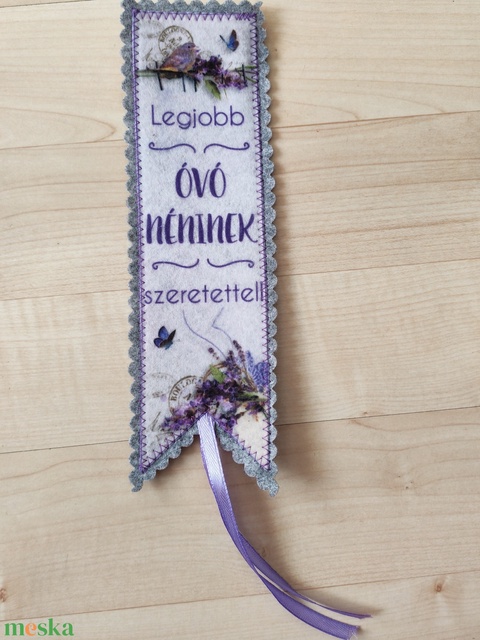 Legjobb
ÓVÓ
NÉNINEK
szeretettel!
meska